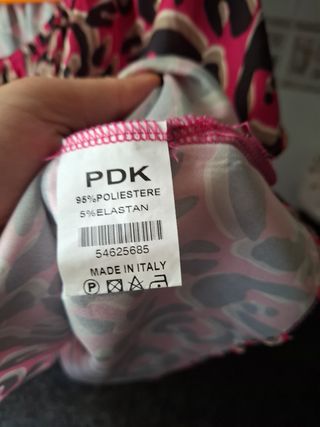 PDK
95%POLIESTERE
5%ELASTAN
54625685
MADE IN ITALY
P